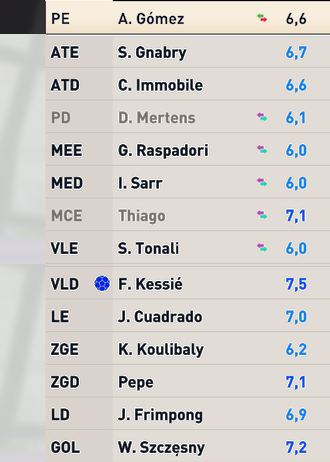 PE A. Gómez 6,6
ATE S. Gnabry 6,7
ATD C. Immobile 6,6
PD D. Mertens 6,1
MEE G. Raspadori 6,0
MED I. Sarr 6,0
MCE Thiago 7,1
VLE S. Tonali 6,0
VLD F. Kessié 7,5
LE J. Cuadrado 7,0
ZGE K. Koulibaly 6,2
ZGD Pepe 7,1
LD J. Frimpong 6,9
GOL W. Szczęsny 7,2